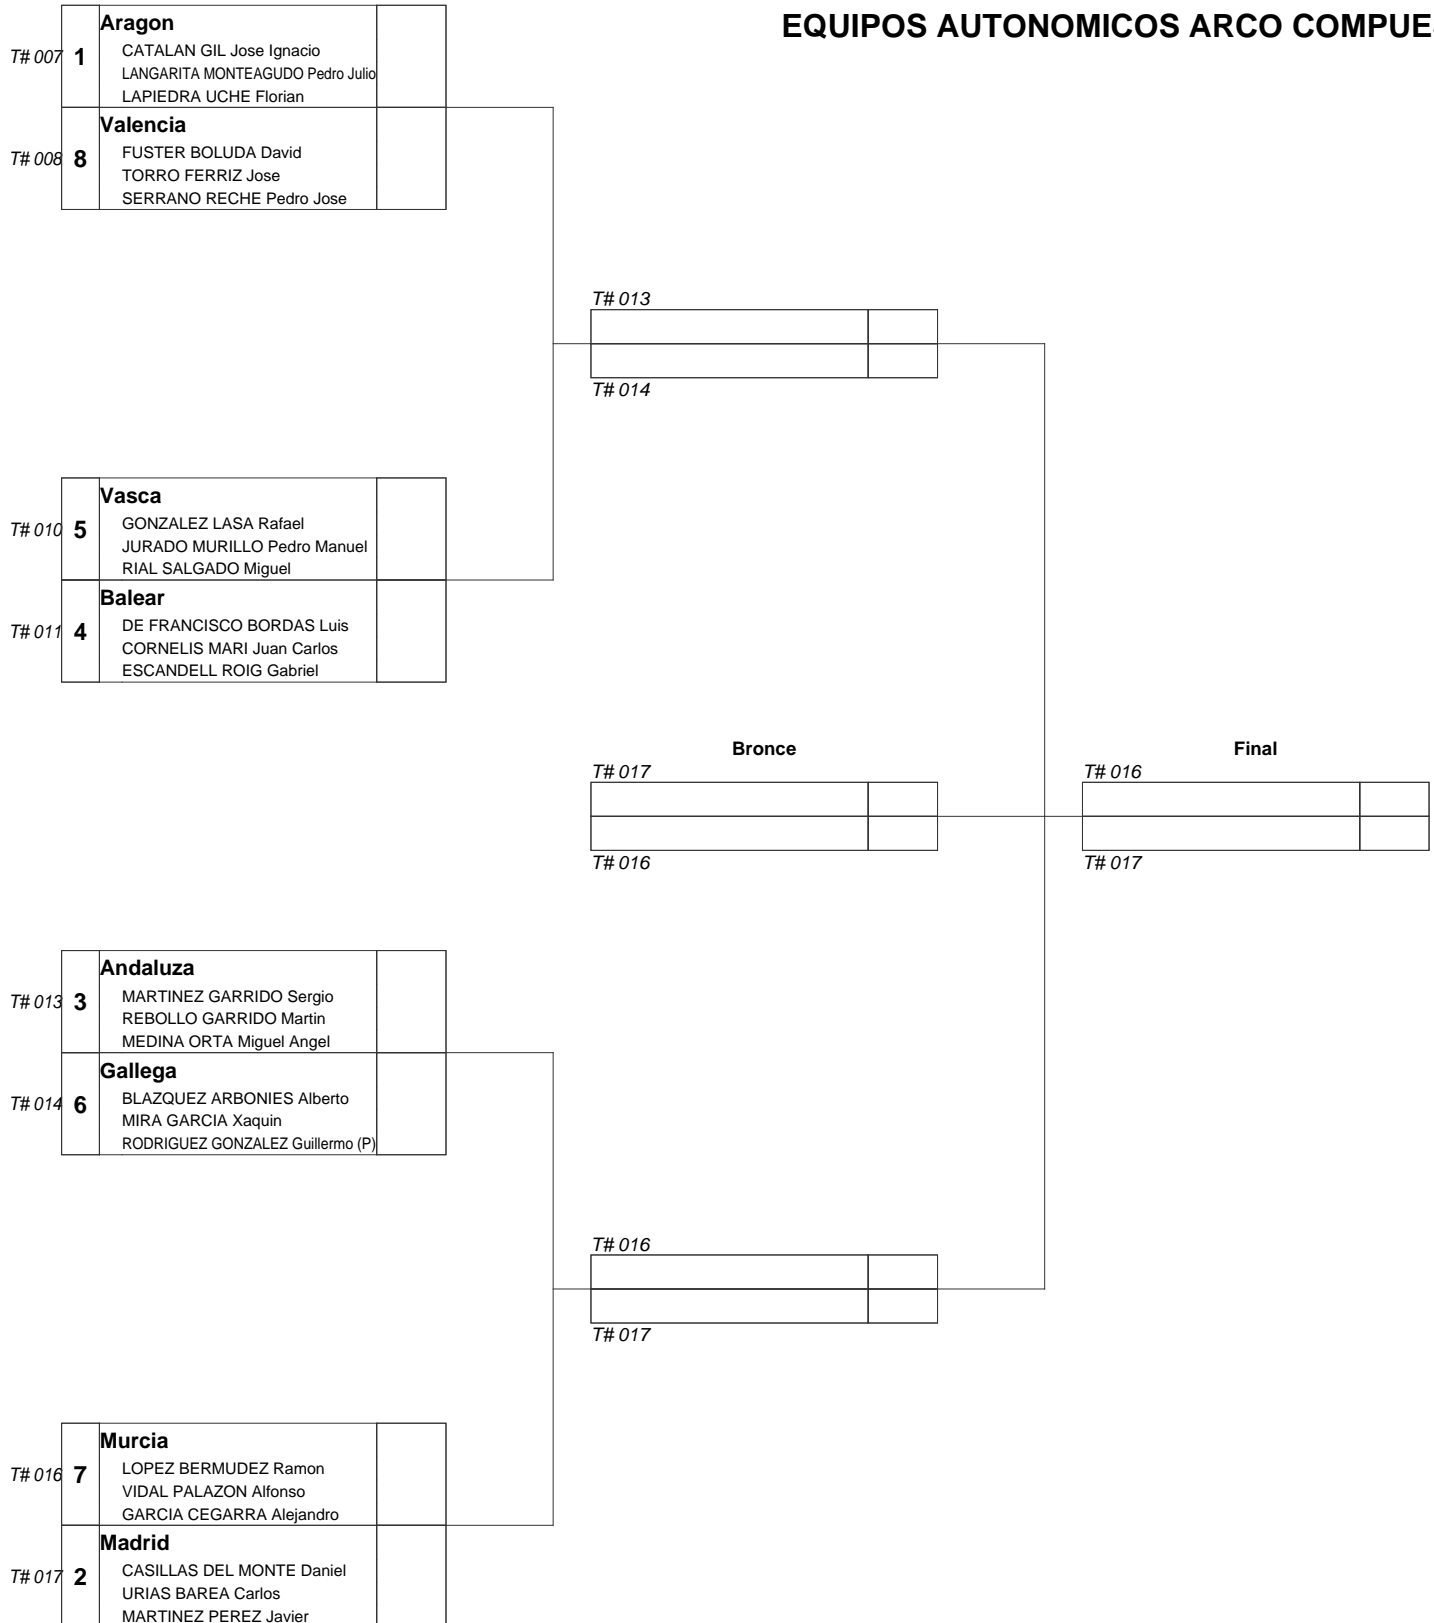 EQUIPOS AUTONOMICOS ARCO COMPUE
Aragon
T# 007 1 CATALAN GIL Jose Ignacio
LANGARITA MONTEAGUDO Pedro Julio
LAPIEDRA UCHE Florian
Valencia
T# 008 8 FUSTER BOLUDA David
TORRO FERRIZ Jose
SERRANO RECHE Pedro Jose
T# 013
T# 014
Vasca
T# 010 5 GONZALEZ LASA Rafael
JURADO MURILLO Pedro Manuel
RIAL SALGADO Miguel
Balear
T# 011 4 DE FRANCISCO BORDAS Luis
CORNELIS MARI Juan Carlos
ESCANDELL ROIG Gabriel
Bronce
T# 017
T# 016
Final
T# 016
T# 017
Andaluza
T# 013 3 MARTINEZ GARRIDO Sergio
REBOLLO GARRIDO Martin
MEDINA ORTA Miguel Angel
Gallega
T# 014 6 BLAZQUEZ ARBONIES Alberto
MIRA GARCIA Xaquin
RODRIGUEZ GONZALEZ Guillermo (P)
T# 016
T# 017
Murcia
T# 016 7 LOPEZ BERMUDEZ Ramon
VIDAL PALAZON Alfonso
GARCIA CEGARRA Alejandro
Madrid
T# 017 2 CASILLAS DEL MONTE Daniel
URIAS BAREA Carlos
MARTINEZ PEREZ Javier